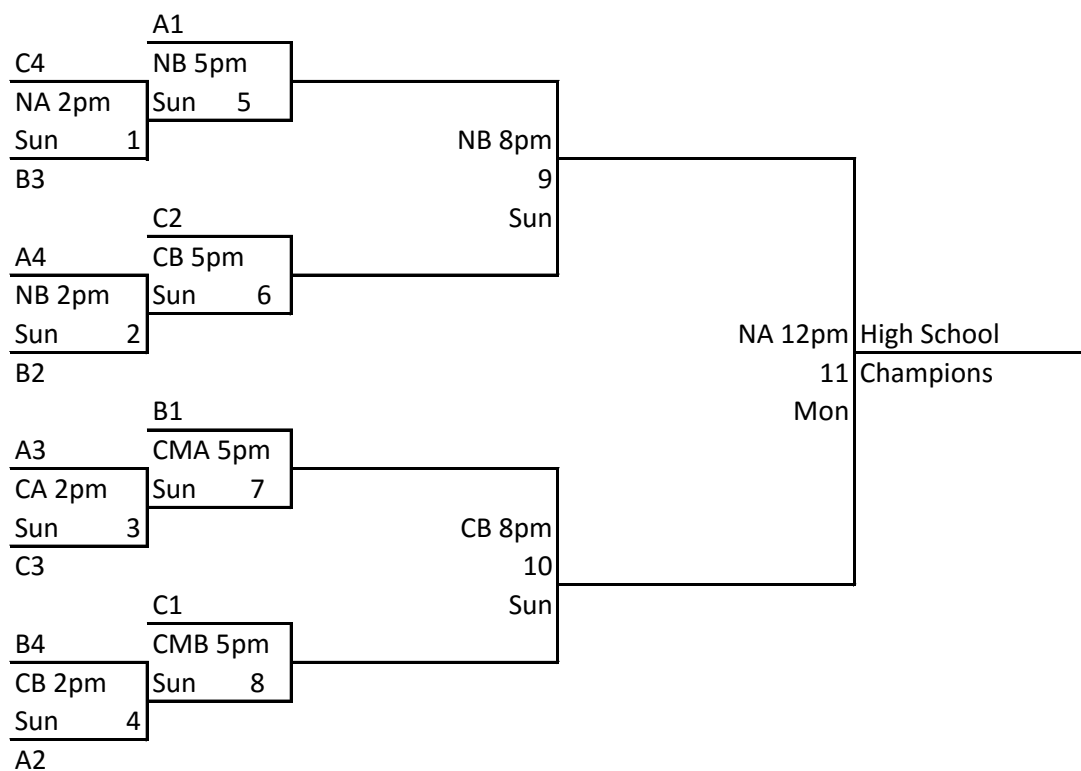 A1
C4
NB 5pm
NA 2pm
Sun 5
Sun 1
NB 8pm
B3
9
C2
Sun
A4
CB 5pm
NB 2pm
Sun 6
Sun 2
NA 12pm High School
B2
11 Champions
B1
Mon
A3
CMA 5pm
CA 2pm
Sun 7
Sun 3
CB 8pm
C3
10
C1
Sun
B4
CMB 5pm
CB 2pm
Sun 8
Sun 4
A2